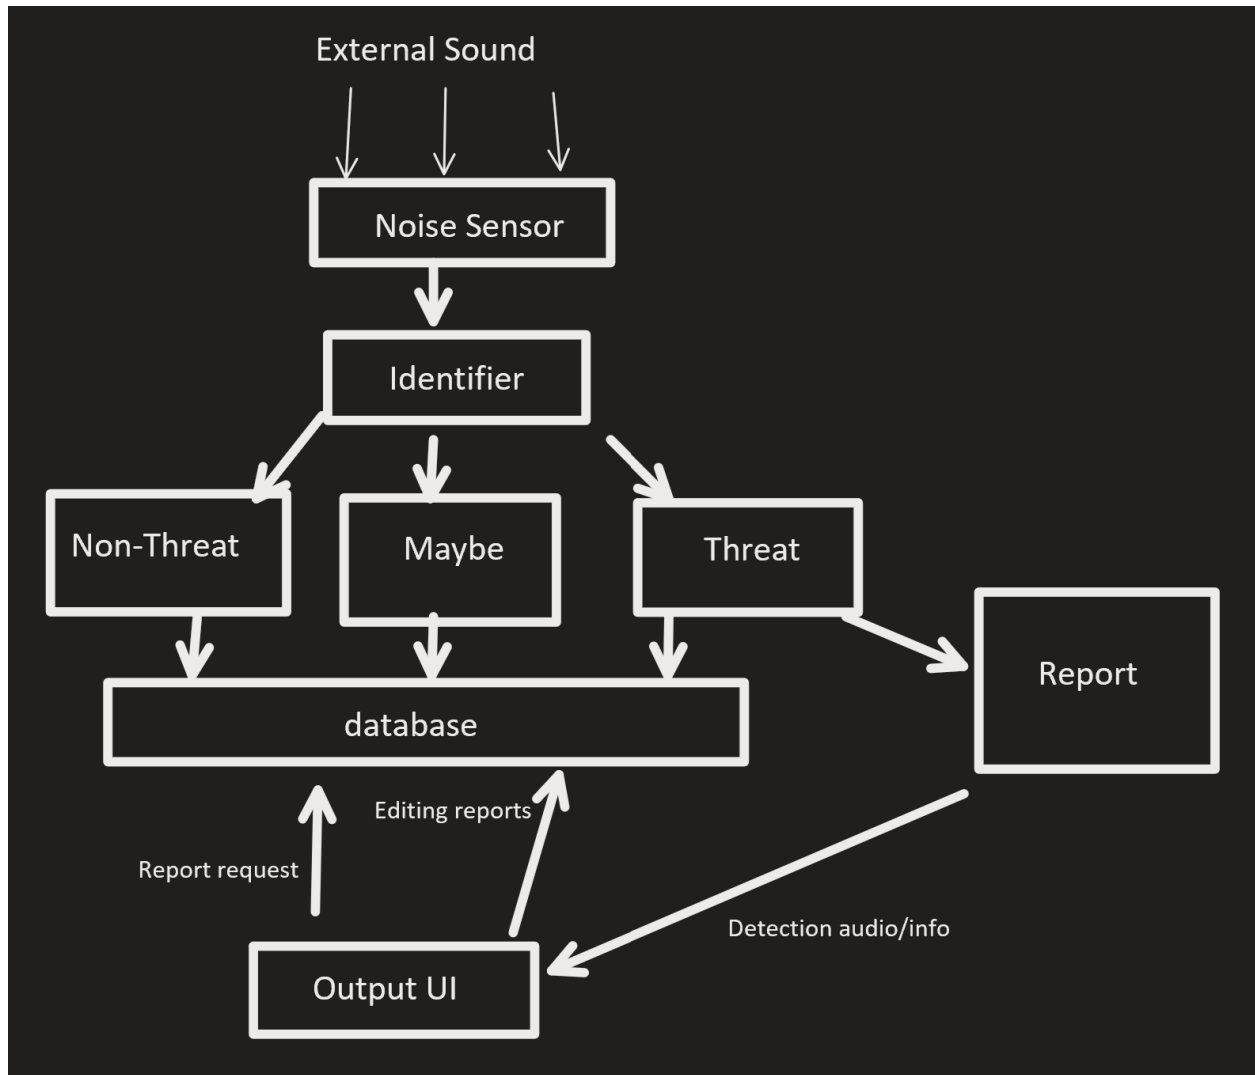 External Sound
Noise Sensor
Identifier
Non-Threat
Maybe
Threat
Report
database
Editing reports
Report request
Detection audio/info
Output UI